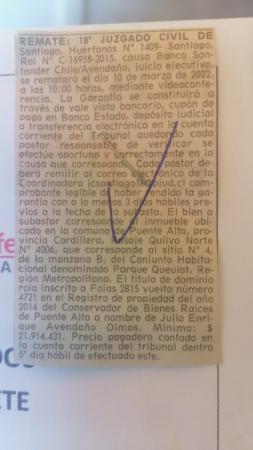 REMATE: 18º JUZGADO CIVIL DE
Santiago, Huérfanos Nº 1409- Santiago,
Rol Nº C-16958-2015, causa Banco San-
tander Chile/Avendaño, juicio ejecutivo,
se rematará el día 10 de marzo de 2022,
a las 10:00 horas, mediante videoconfe-
rencia. La Garantía se constituirá a
través de vale vista bancario, cupón de
pago en Banco Estado, depósito judicial
o transferencia electrónica en la cuenta
corriente del Tribunal quedando cada
postor responsable de verificar se
efectúe oportuna y correctamente en la
causa que corresponde. Cada postor de-
berá remitir al correo electrónico de la
Coordinadora
comprobante legible de haber rendido la ga-
rantía con a lo menos 3 días hábiles pre-
vios a la fecha de subasta. El bien a
subastar corresponde al inmueble ubi-
cado en la comuna de Puente Alto, pro-
vincia Cordillera, Pasaje Quilvo Norte
Nº 4006, que corresponde al sitio Nº 4,
de la manzana B, del Conjunto Habita-
cional denominado Parque Queulat, Re-
gión Metropolitana. El título de dominio
rola inscrito a Fojas 2815 vuelta número
4721 en el Registro de propiedad del año
2014 del Conservador de Bienes Raíces
de Puente Alto a nombre de Julio Enri-
que Avendaño Olmos. Mínimo: $
21.914.431. Precio pagadero contado en
la cuenta corriente del tribunal dentro
5º día hábil de efectuado este.
fe
A
OS
ETE